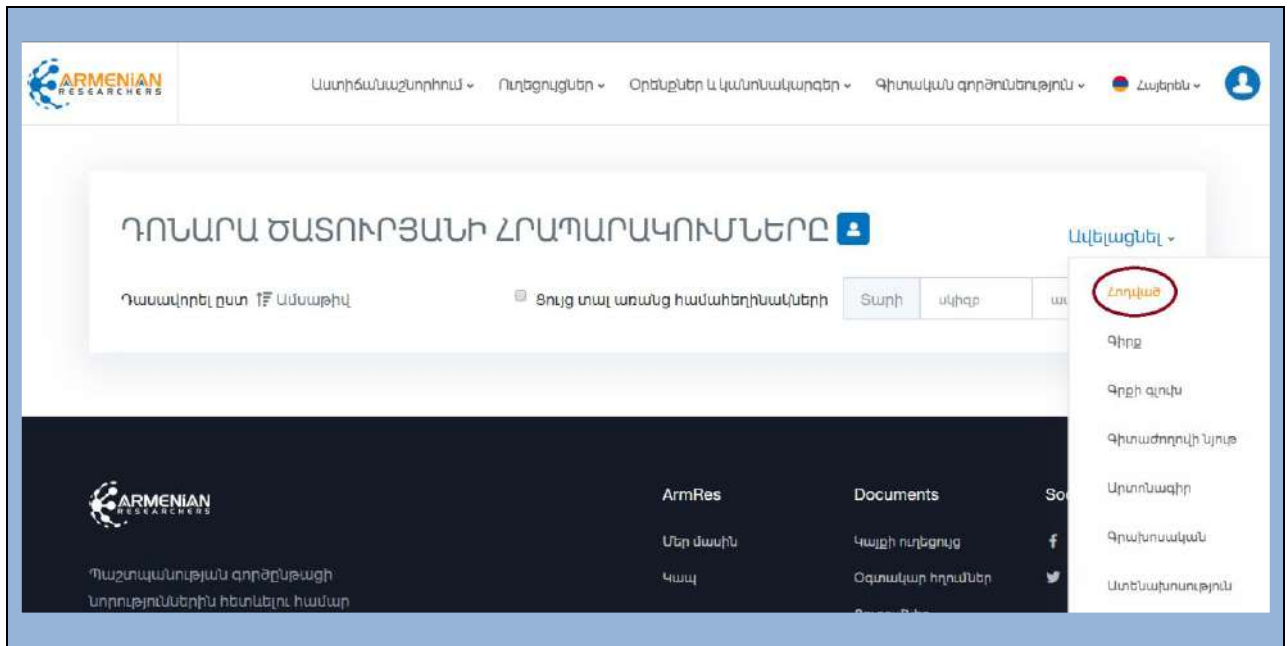 ARMENIAN
RESEARCHERS
Աստիճանաշնորհում Ուղեցույցներ Օրենքներ և կանոնակարգեր Գիտական գործունեություն Հայերեն
ԴՈՆԱՐԱ ԾԱՏՈՒՐՅԱՆԻ ՀՐԱՊԱՐԱԿՈՒՄՆԵՐԸ
Ավելացնել
Դասավորել ըստ Ամսաթիվ Ցույց տալ առանց համահեղինակների Տարի սկիզբ
Հոդված
Գիրք
Գրքի գլուխ
Գիտաժողովի նյութ
Արտոնագիր
Գրախոսական
Ատենախոսություն
ARMENIAN
RESEARCHERS
Պաշտպանության գործընթացի
նորություններին հետևելու համար
ArmRes
Մեր մասին
Կապ
Documents
Կայքի ուղեցույց
Օգտակար հղումներ